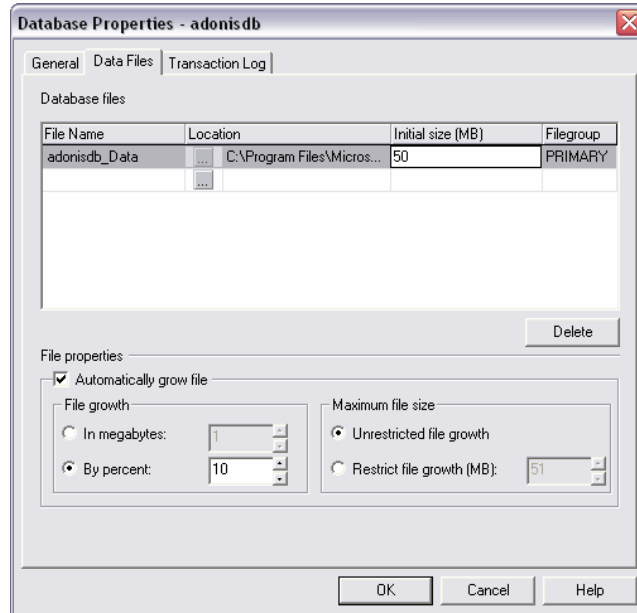 Database Properties - adonisdb
General Data Files Transaction Log
Database files
File Name Location Initial size (MB) Filegroup
adonisdb_Data ... C:\Program Files\Micros... 50 PRIMARY
...
Delete
File properties
Automatically grow file
File growth Maximum file size
In megabytes: 1 Unrestricted file growth
By percent: 10 Restrict file growth (MB): 51
OK Cancel Help